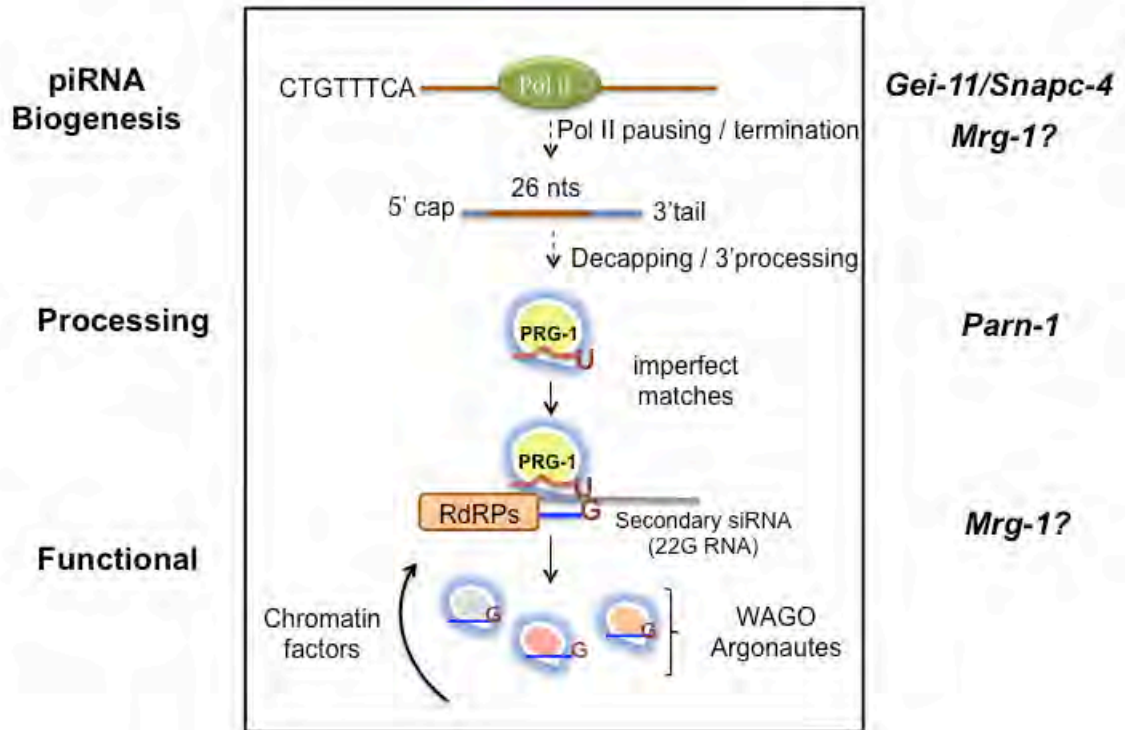 piRNA
Biogenesis
CTGTTTCA
Pol II
Gei-11/Snapc-4
Mrg-1?
Pol II pausing / termination
26 nts
5' cap
3'tail
Decapping / 3'processing
Processing
PRG-1
U
Parn-1
imperfect
matches
PRG-1
U
RdRPs
G
Secondary siRNA
(22G RNA)
Mrg-1?
Functional
Chromatin
factors
G
G
G
WAGO
Argonautes